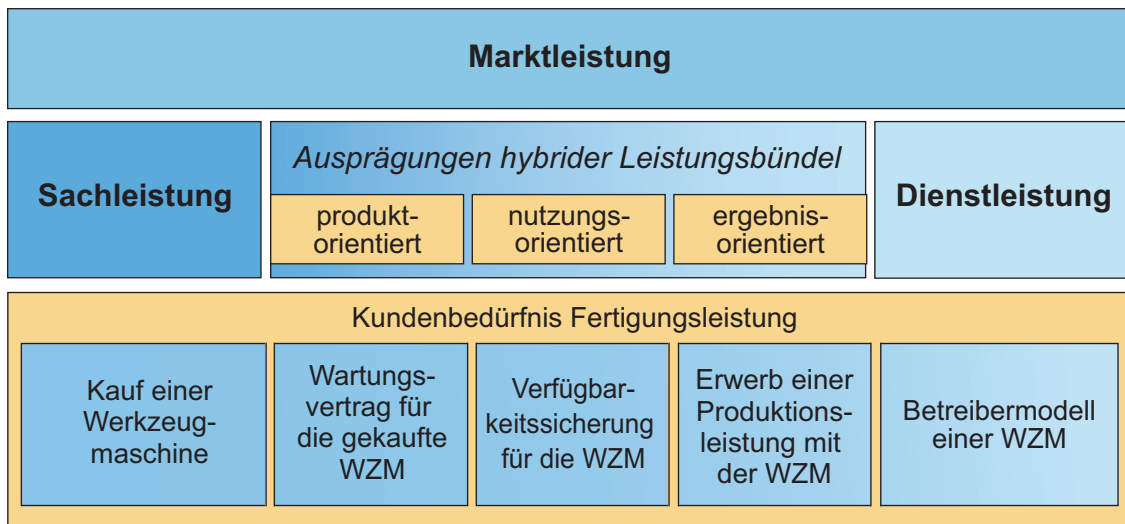 Marktleistung
Sachleistung
Ausprägungen hybrider Leistungsbündel
produkt-
orientiert
nutzungs-
orientiert
ergebnis-
orientiert
Dienstleistung
Kundenbedürfnis Fertigungsleistung
Kauf einer
Werkzeug-
maschine
Wartungs-
vertrag für
die gekaufte
WZM
Verfügbar-
keitssicherung
für die WZM
Erwerb einer
Produktions-
leistung mit
der WZM
Betreibermodell
einer WZM